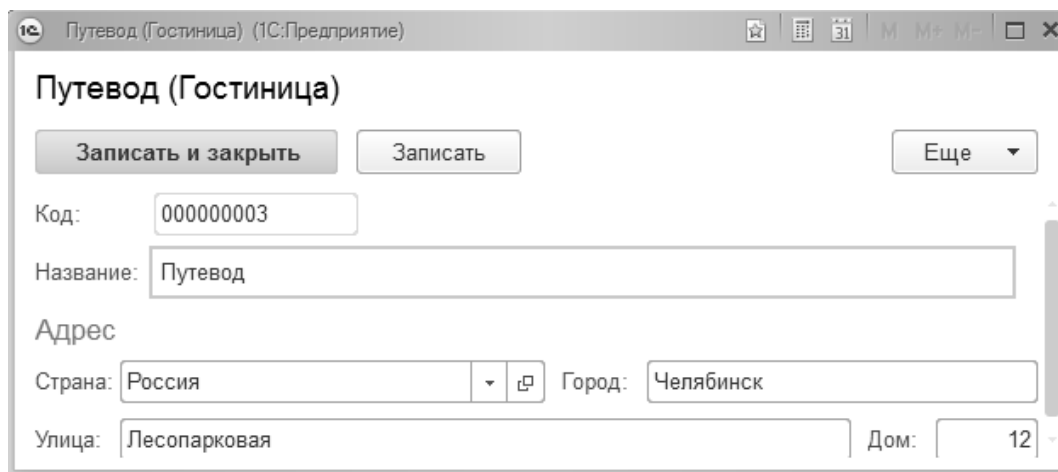 1С Путевод (Гостиница) (1С:Предприятие) 31 M M+ M-
Путевод (Гостиница)
Записать и закрыть Записать Еще
Код: 000000003
Название: Путевод
Адрес
Страна: Россия Город: Челябинск
Улица: Лесопарковая Дом: 12